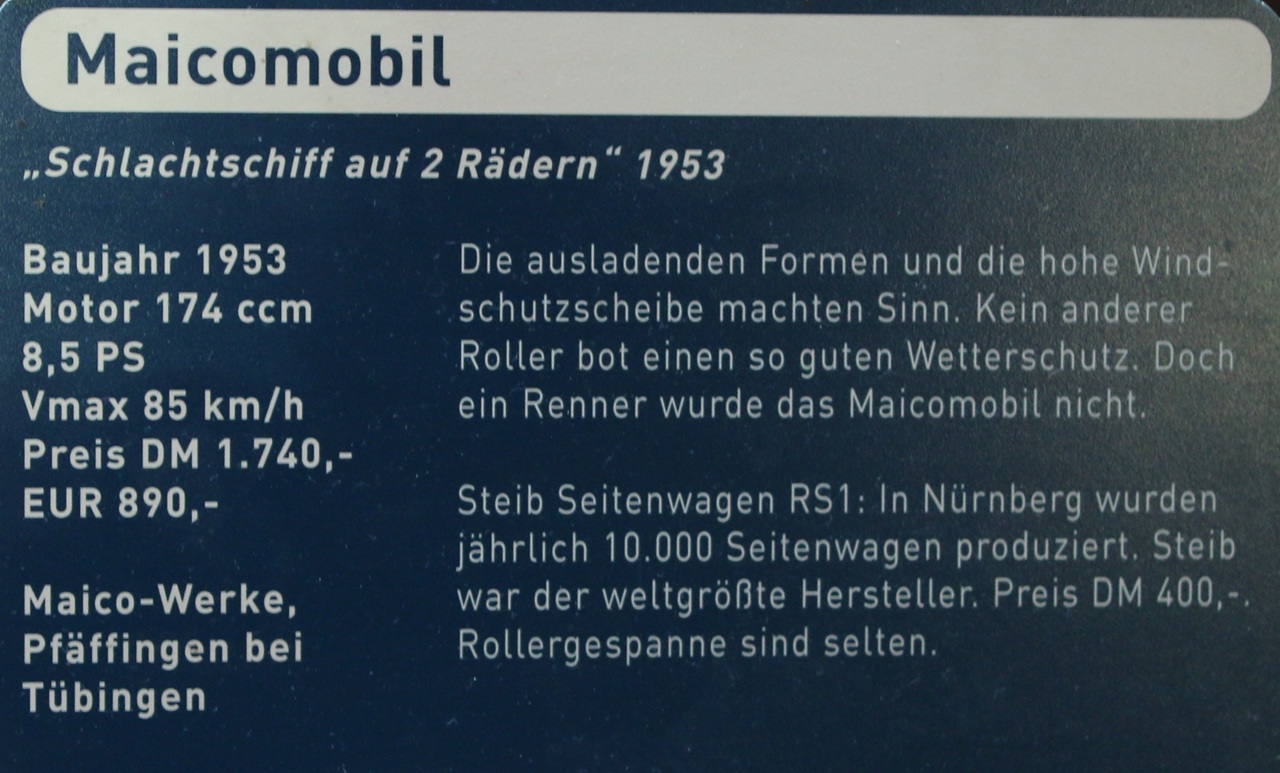 Maicomobil
„Schlachtschiff auf 2 Rädern“ 1953
Baujahr 1953
Motor 174 ccm
8,5 PS
Vmax 85 km/h
Preis DM 1.740,-
EUR 890,-
Maico-Werke,
Pfäffingen bei
Tübingen
Die ausladenden Formen und die hohe Wind-
schutzscheibe machten Sinn. Kein anderer
Roller bot einen so guten Wetterschutz. Doch
ein Renner wurde das Maicomobil nicht.
Steib Seitenwagen RS1: In Nürnberg wurden
jährlich 10.000 Seitenwagen produziert. Steib
war der weltgrößte Hersteller. Preis DM 400,-.
Rollergespanne sind selten.